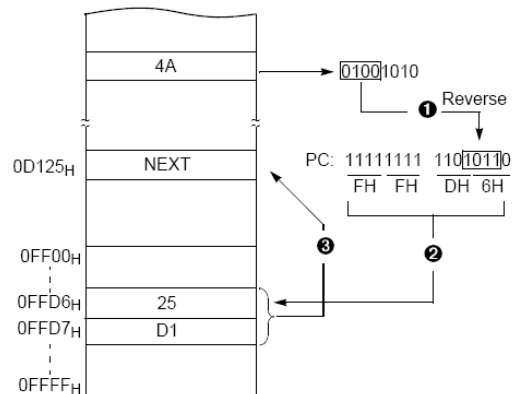 4A
01001010
❶ Reverse
0D125H
NEXT
PC: 11111111 11010110
FH FH DH 6H
❸
❷
0FF00H
0FFD6H
25
0FFD7H
D1
0FFFFH